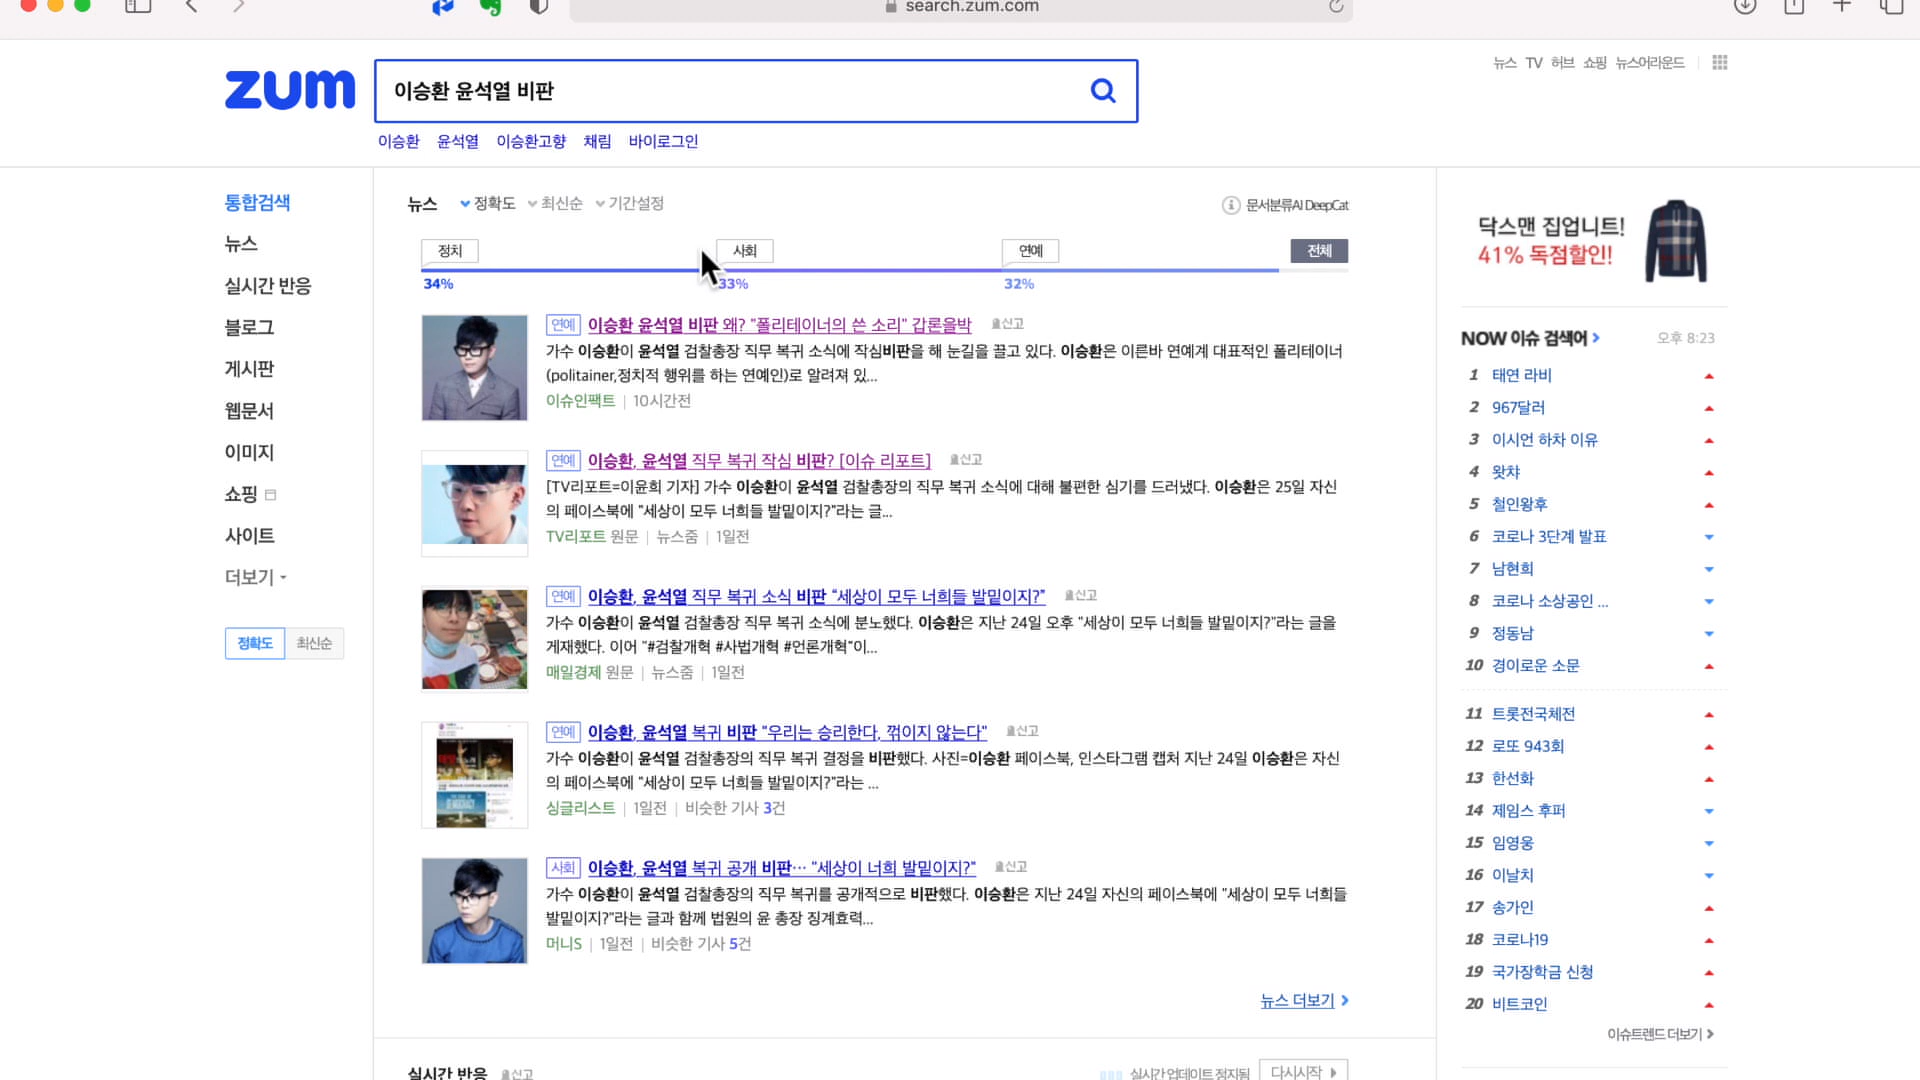 search.zum.com
뉴스 TV 허브 쇼핑 뉴스어라운드
zum
이승환 윤석열 비판
이승환 윤석열 이승환고향 채림 바이로그인
통합검색
뉴스
실시간 반응
블로그
게시판
웹문서
이미지
쇼핑
사이트
더보기
정확도 최신순
뉴스 정확도 최신순 기간설정
문서분류AI DeepCat
정치 사회 연예 전체
34% 33% 32%
연예 이승환 윤석열 비판 왜? "폴리테이너의 쓴 소리" 갑론을박 신고
가수 이승환이 윤석열 검찰총장 직무 복귀 소식에 작심비판을 해 눈길을 끌고 있다. 이승환은 이른바 연예계 대표적인 폴리테이너
(politainer,정치적 행위를 하는 연예인)로 알려져 있...
이슈인팩트 | 10시간전
연예 이승환, 윤석열 직무 복귀 작심 비판? [이슈 리포트] 신고
[TV리포트=이윤희 기자] 가수 이승환이 윤석열 검찰총장의 직무 복귀 소식에 대해 불편한 심기를 드러냈다. 이승환은 25일 자신
의 페이스북에 "세상이 모두 너희들 발밑이지?"라는 글...
TV리포트 원문 | 뉴스줌 | 1일전
연예 이승환, 윤석열 직무 복귀 소식 비판 “세상이 모두 너희들 발밑이지?” 신고
가수 이승환이 윤석열 검찰총장 직무 복귀 소식에 분노했다. 이승환은 지난 24일 오후 “세상이 모두 너희들 발밑이지?”라는 글을
게재했다. 이어 “#검찰개혁 #사법개혁 #언론개혁”이...
매일경제 원문 | 뉴스줌 | 1일전
연예 이승환, 윤석열 복귀 비판 "우리는 승리한다, 꺾이지 않는다" 신고
가수 이승환이 윤석열 검찰총장의 직무 복귀 결정을 비판했다. 사진=이승환 페이스북, 인스타그램 캡처 지난 24일 이승환은 자신
의 페이스북에 "세상이 모두 너희들 발밑이지?"라는 ...
싱글리스트 | 1일전 | 비슷한 기사 3건
사회 이승환, 윤석열 복귀 공개 비판… "세상이 너희 발밑이지?" 신고
가수 이승환이 윤석열 검찰총장의 직무 복귀를 공개적으로 비판했다. 이승환은 지난 24일 자신의 페이스북에 "세상이 모두 너희들
발밑이지?"라는 글과 함께 법원의 윤 총장 징계효력...
머니S | 1일전 | 비슷한 기사 5건
뉴스 더보기
실시간 반응 신고
실시간 업데이트 정지됨 다시시작
닥스맨 집업니트!
41% 독점할인!
NOW 이슈 검색어 오후 8:23
1 태연 라비
2 967달러
3 이시언 하차 이유
4 왓챠
5 철인왕후
6 코로나 3단계 발표
7 남현희
8 코로나 소상공인 ...
9 정동남
10 경이로운 소문
11 트롯전국체전
12 로또 943회
13 한선화
14 제임스 후퍼
15 임영웅
16 이날치
17 송가인
18 코로나19
19 국가장학금 신청
20 비트코인
이슈트렌드 더보기